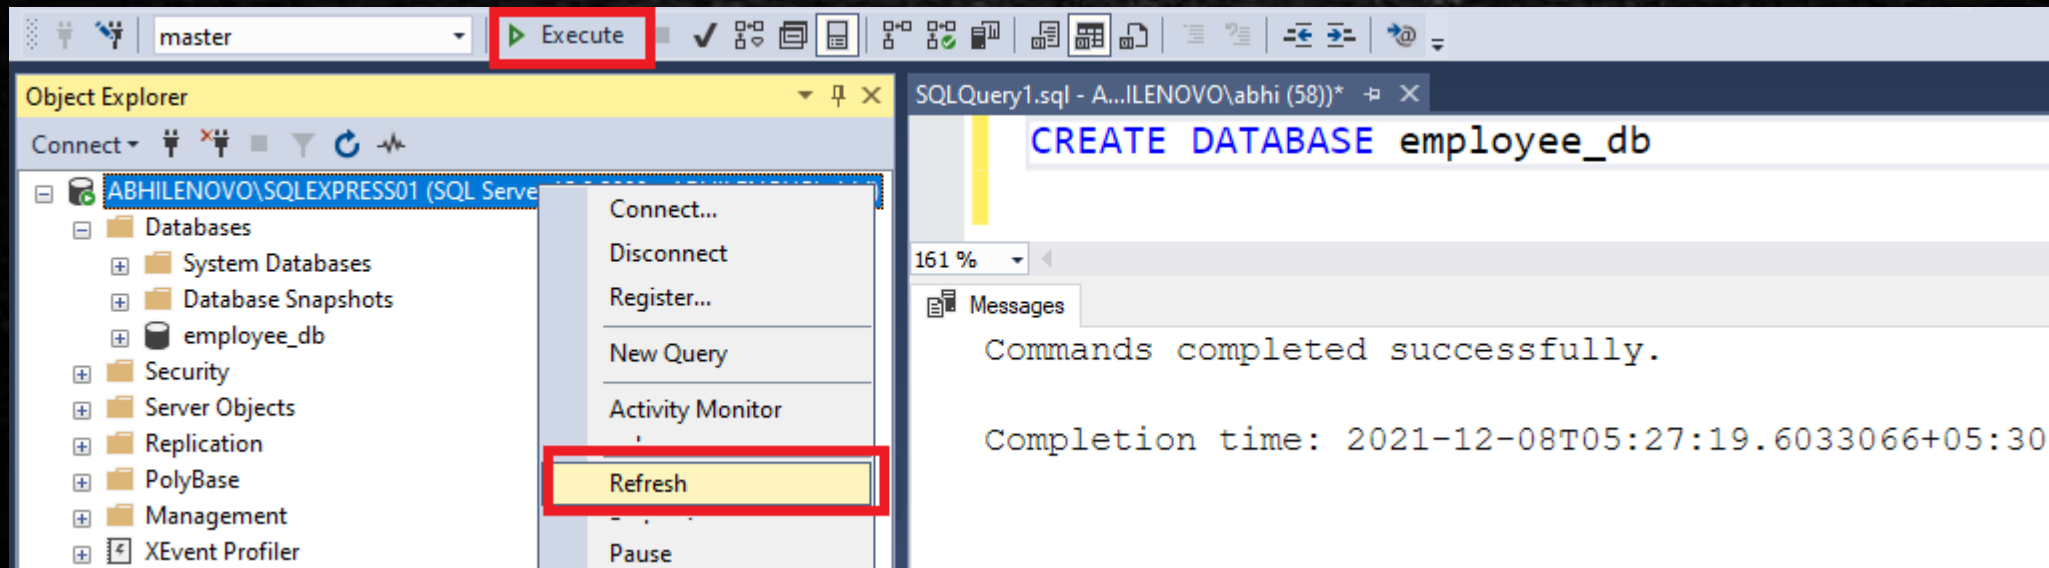 master
Execute
Object Explorer
Connect
ABHILENOVO\SQLEXPRESS01 (SQL Serve
Databases
System Databases
Database Snapshots
employee_db
Security
Server Objects
Replication
PolyBase
Management
XEvent Profiler
Connect...
Disconnect
Register...
New Query
Activity Monitor
Refresh
Pause
SQLQuery1.sql - A...ILENOVO\abhi (58))*
CREATE DATABASE employee_db
161 %
Messages
Commands completed successfully.
Completion time: 2021-12-08T05:27:19.6033066+05:30